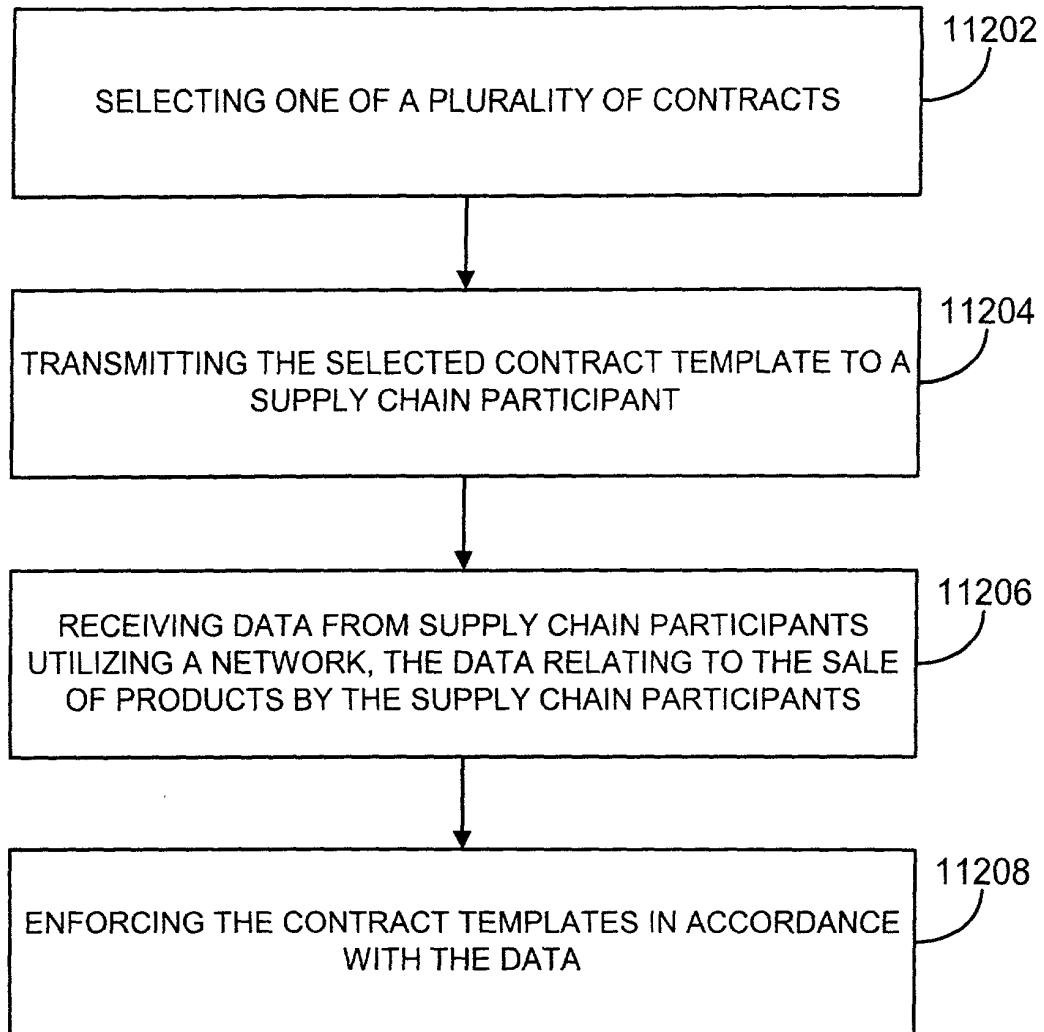 11202
SELECTING ONE OF A PLURALITY OF CONTRACTS
11204
TRANSMITTING THE SELECTED CONTRACT TEMPLATE TO A
SUPPLY CHAIN PARTICIPANT
11206
RECEIVING DATA FROM SUPPLY CHAIN PARTICIPANTS
UTILIZING A NETWORK, THE DATA RELATING TO THE SALE
OF PRODUCTS BY THE SUPPLY CHAIN PARTICIPANTS
11208
ENFORCING THE CONTRACT TEMPLATES IN ACCORDANCE
WITH THE DATA